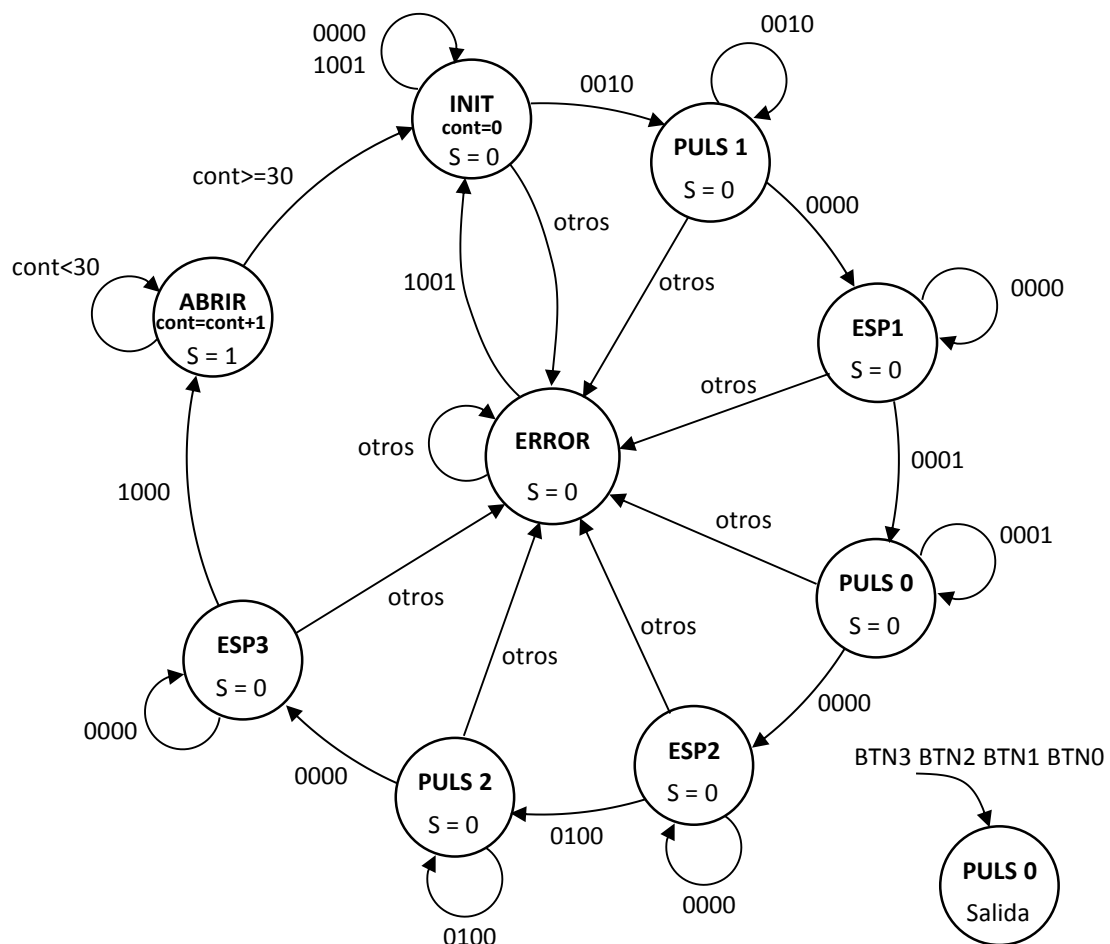 0000
1001
INIT
cont=0
S = 0
0010
0010
PULS 1
S = 0
cont>=30
otros
0000
cont<30
ABRIR
cont=cont+1
S = 1
1001
otros
0000
ESP1
S = 0
otros
otros
ERROR
S = 0
0001
1000
otros
0001
PULS 0
S = 0
otros
otros
ESP3
S = 0
otros
0000
0000
0000
PULS 2
S = 0
ESP2
S = 0
0100
0000
0100
BTN3 BTN2 BTN1 BTN0
PULS 0
Salida